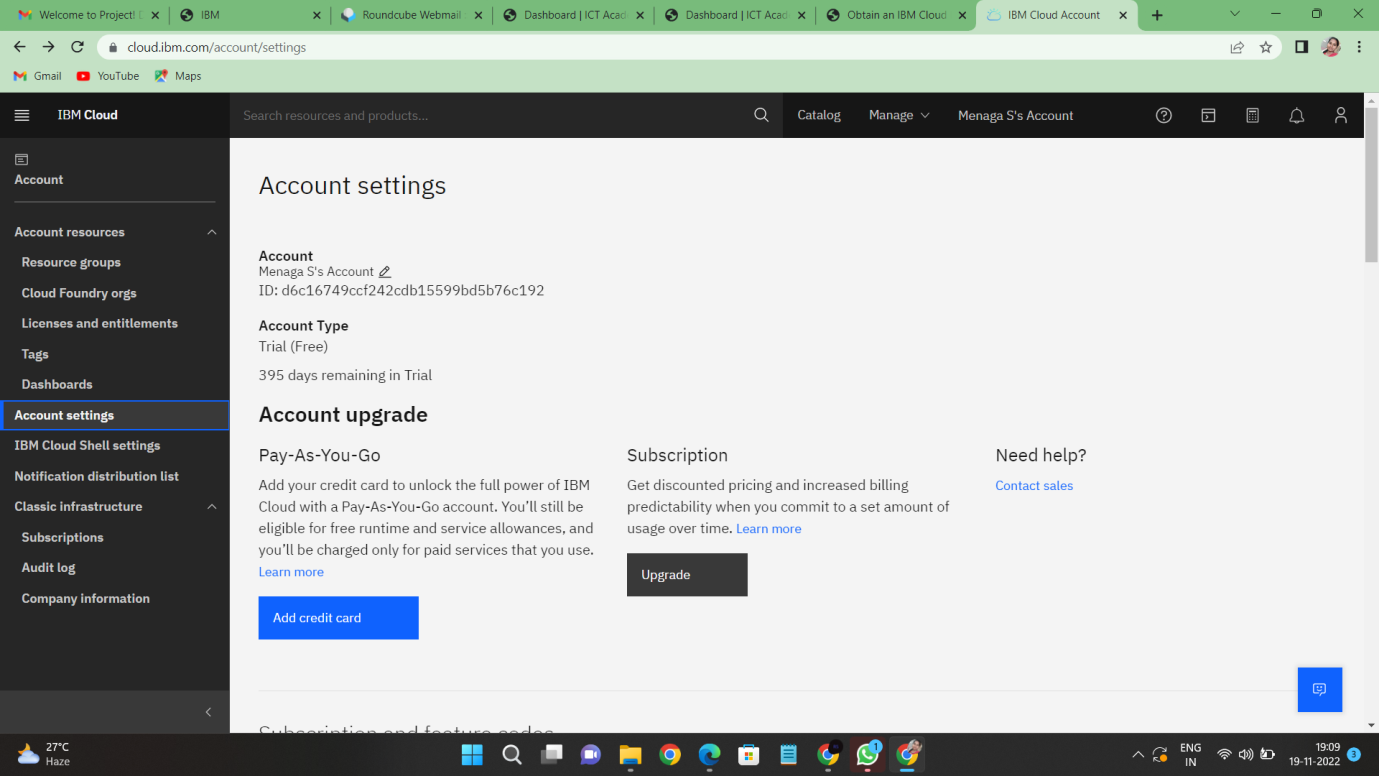 Welcome to Project!
IBM
Roundcube Webmail
Dashboard | ICT Acad
Dashboard | ICT Acad
Obtain an IBM Cloud
IBM Cloud Account
cloud.ibm.com/account/settings
Gmail
YouTube
Maps
IBM Cloud
Search resources and products...
Catalog
Manage
Menaga S's Account
Account
Account resources
Resource groups
Cloud Foundry orgs
Licenses and entitlements
Tags
Dashboards
Account settings
IBM Cloud Shell settings
Notification distribution list
Classic infrastructure
Subscriptions
Audit log
Company information
Account settings
Account
Menaga S's Account
ID: d6c16749ccf242cdb15599bd5b76c192
Account Type
Trial (Free)
395 days remaining in Trial
Account upgrade
Pay-As-You-Go
Add your credit card to unlock the full power of IBM
Cloud with a Pay-As-You-Go account. You’ll still be
eligible for free runtime and service allowances, and
you’ll be charged only for paid services that you use.
Learn more
Add credit card
Subscription
Get discounted pricing and increased billing
predictability when you commit to a set amount of
usage over time. Learn more
Upgrade
Need help?
Contact sales
Subscription and feature codes
27°C
Haze
1
ENG
IN
19:09
19-11-2022
3